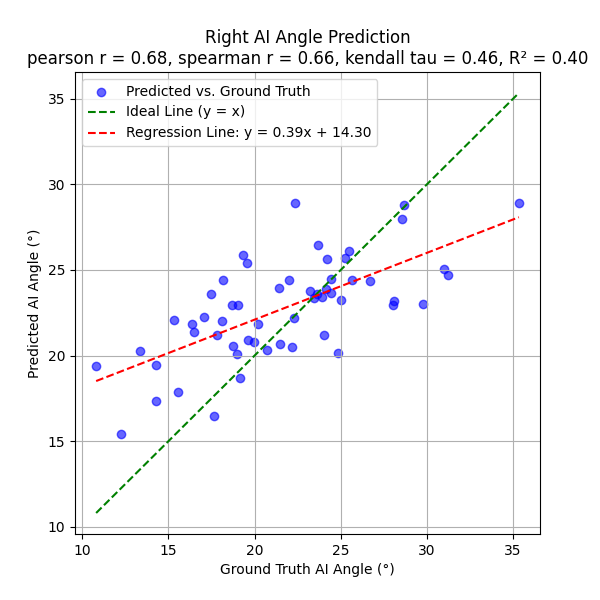 Right AI Angle Prediction
pearson r = 0.68, spearman r = 0.66, kendall tau = 0.46, R² = 0.40
Predicted vs. Ground Truth
Ideal Line (y = x)
Regression Line: y = 0.39x + 14.30
35
30
25
20
15
10
Predicted AI Angle (°)
10 15 20 25 30 35
Ground Truth AI Angle (°)